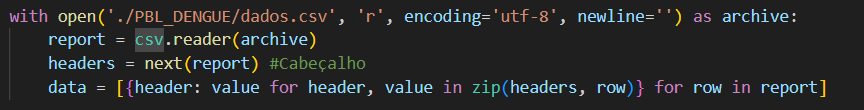 with open('./PBL_DENGUE/dados.csv', 'r', encoding='utf-8', newline='') as archive:
    report = csv.reader(archive)
    headers = next(report) #Cabeçalho
    data = [{header: value for header, value in zip(headers, row)} for row in report]